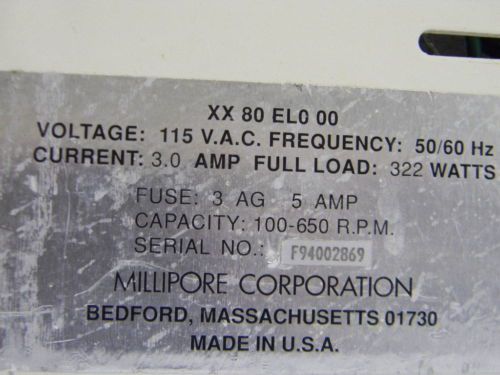 XX 80 EL0 00
VOLTAGE: 115 V.A.C. FREQUENCY: 50/60 Hz
CURRENT: 3.0 AMP FULL LOAD: 322 WATTS
FUSE: 3 AG 5 AMP
CAPACITY: 100-650 R.P.M.
SERIAL NO.: F94002869
MILLIPORE CORPORATION
BEDFORD, MASSACHUSETTS 01730
MADE IN U.S.A.